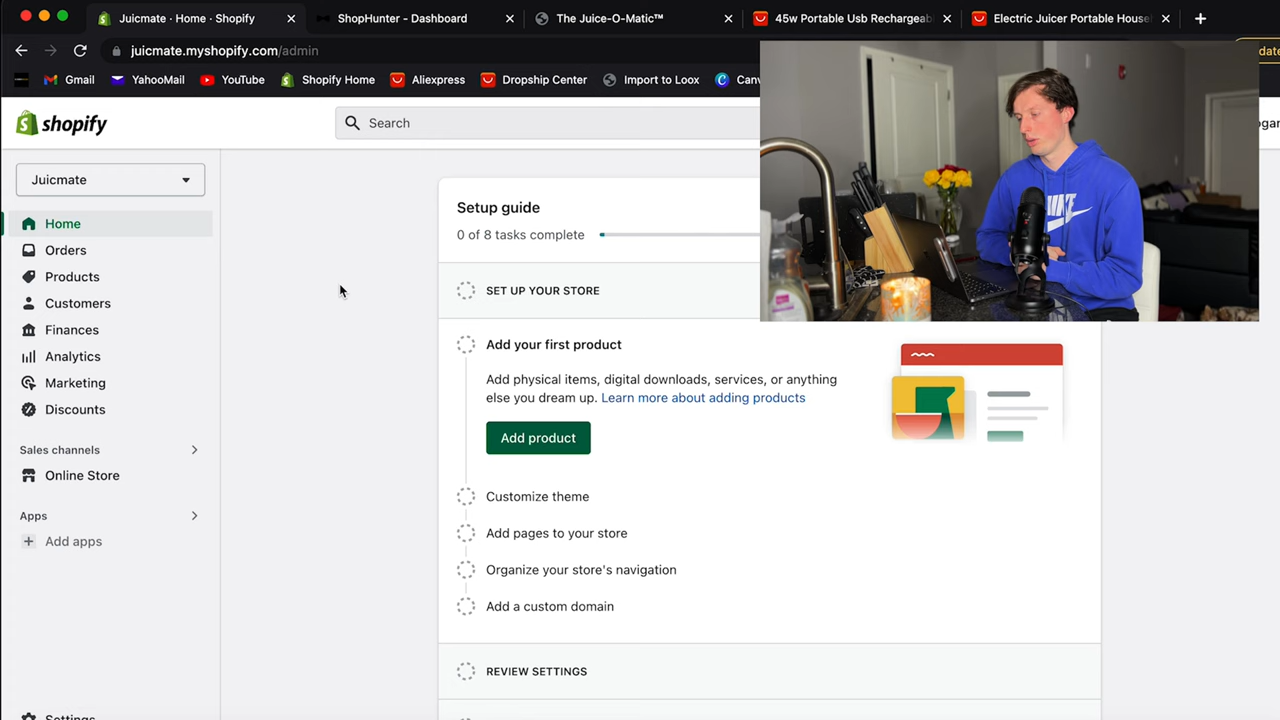 Juicmate · Home · Shopify
ShopHunter - Dashboard
The Juice-O-Matic™
45w Portable Usb Rechargeab
Electric Juicer Portable House
juicmate.myshopify.com/admin
date
Gmail
YahooMail
YouTube
Shopify Home
Aliexpress
Dropship Center
Import to Loox
Canv
shopify
Search
ogan
Juicmate
Home
Orders
Products
Customers
Finances
Analytics
Marketing
Discounts
Sales channels
Online Store
Apps
Add apps
Settings
Setup guide
0 of 8 tasks complete
SET UP YOUR STORE
Add your first product
Add physical items, digital downloads, services, or anything
else you dream up. Learn more about adding products
Add product
Customize theme
Add pages to your store
Organize your store's navigation
Add a custom domain
REVIEW SETTINGS
NIKE